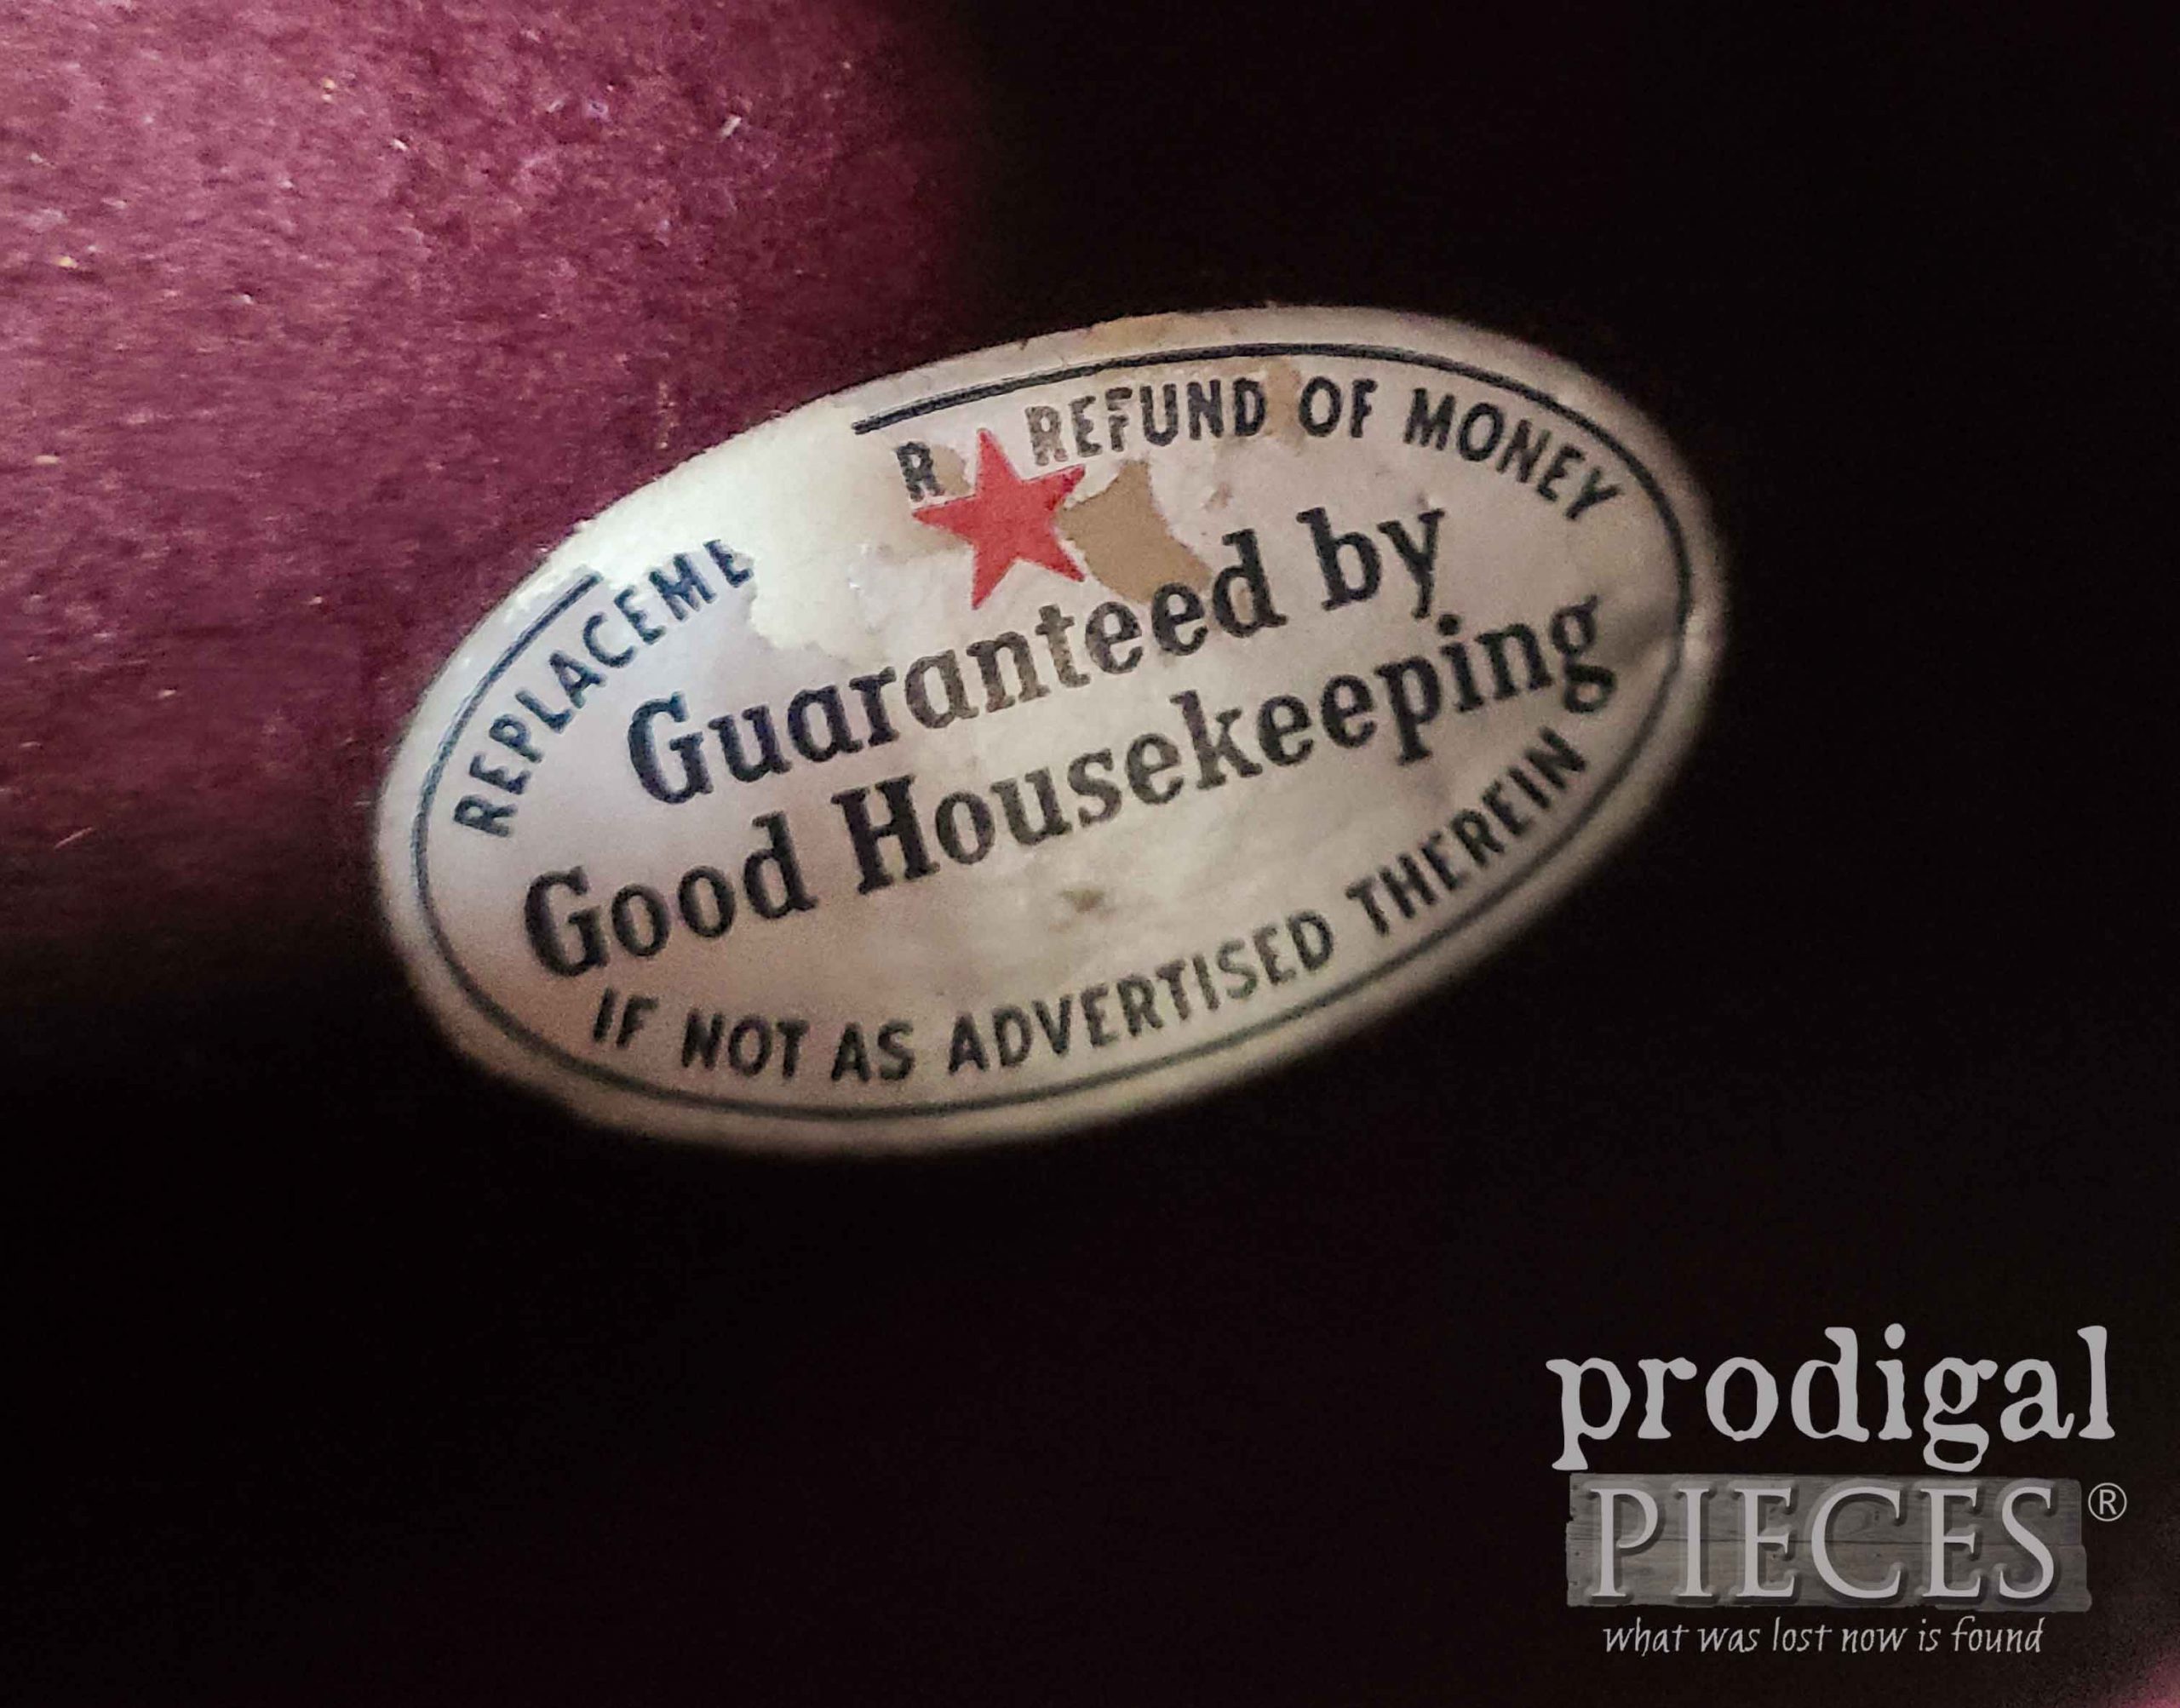 REPLACEME R REFUND OF MONEY
Guaranteed by
Good Housekeeping
IF NOT AS ADVERTISED THEREIN
prodigal
PIECES®
what was lost now is found